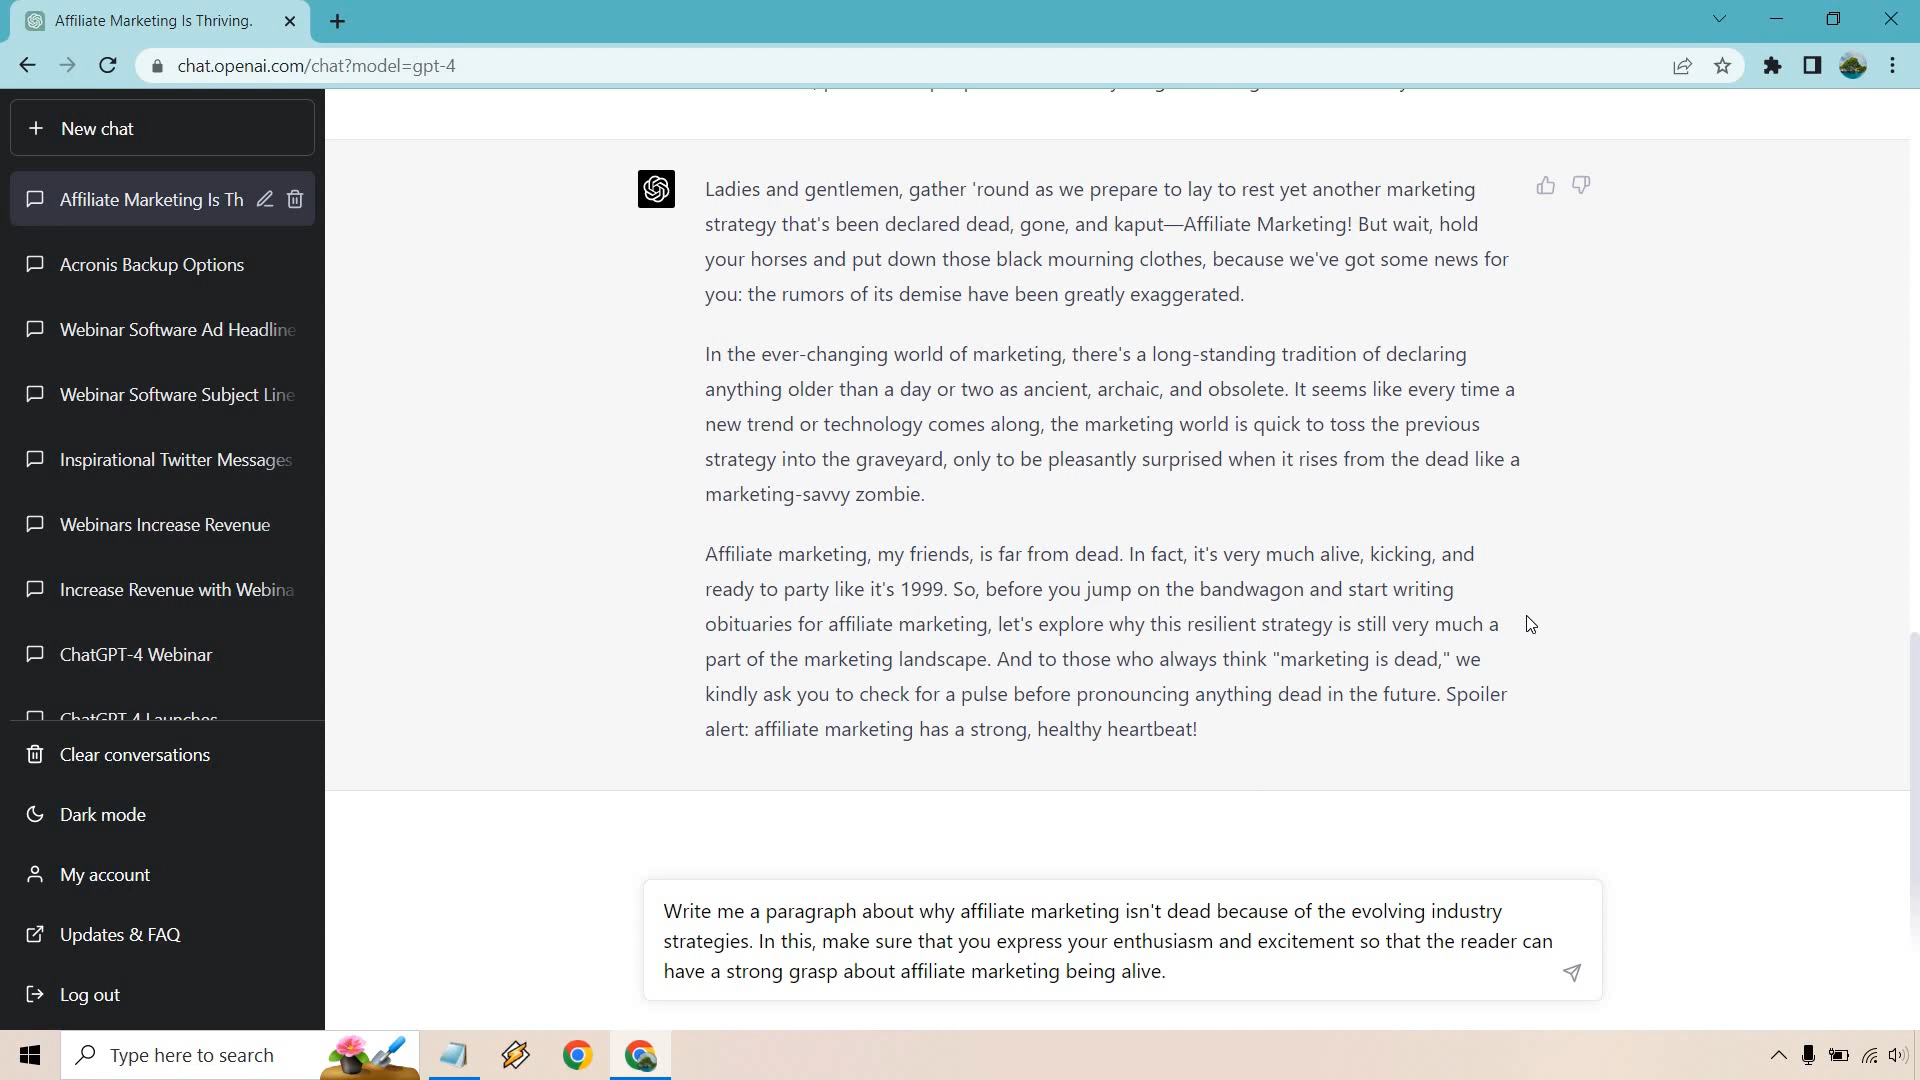 Affiliate Marketing Is Thriving.
chat.openai.com/chat?model=gpt-4
New chat
Affiliate Marketing Is Th
Acronis Backup Options
Webinar Software Ad Headline
Webinar Software Subject Line
Inspirational Twitter Messages
Webinars Increase Revenue
Increase Revenue with Webina
ChatGPT-4 Webinar
ChatGPT-4 Launches
Clear conversations
Dark mode
My account
Updates & FAQ
Log out
Ladies and gentlemen, gather 'round as we prepare to lay to rest yet another marketing
strategy that's been declared dead, gone, and kaput—Affiliate Marketing! But wait, hold
your horses and put down those black mourning clothes, because we've got some news for
you: the rumors of its demise have been greatly exaggerated.
In the ever-changing world of marketing, there's a long-standing tradition of declaring
anything older than a day or two as ancient, archaic, and obsolete. It seems like every time a
new trend or technology comes along, the marketing world is quick to toss the previous
strategy into the graveyard, only to be pleasantly surprised when it rises from the dead like a
marketing-savvy zombie.
Affiliate marketing, my friends, is far from dead. In fact, it's very much alive, kicking, and
ready to party like it's 1999. So, before you jump on the bandwagon and start writing
obituaries for affiliate marketing, let's explore why this resilient strategy is still very much a
part of the marketing landscape. And to those who always think "marketing is dead," we
kindly ask you to check for a pulse before pronouncing anything dead in the future. Spoiler
alert: affiliate marketing has a strong, healthy heartbeat!
Write me a paragraph about why affiliate marketing isn't dead because of the evolving industry
strategies. In this, make sure that you express your enthusiasm and excitement so that the reader can
have a strong grasp about affiliate marketing being alive.
Type here to search